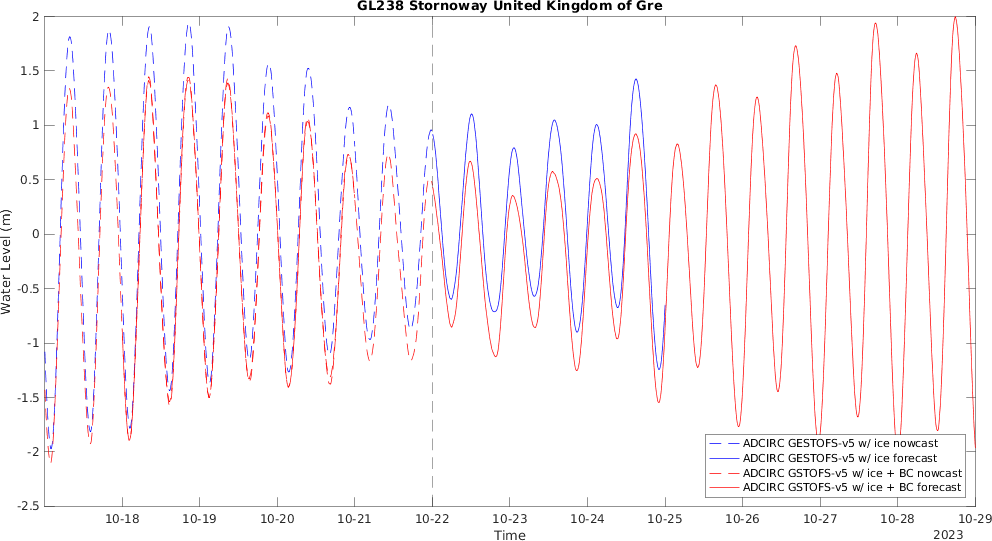 GL238 Stornoway United Kingdom of Gre
2
1.5
1
0.5
0
-0.5
-1
-1.5
-2
-2.5
Water Level (m)
10-18 10-19 10-20 10-21 10-22 10-23 10-24 10-25 10-26 10-27 10-28 10-29
Time
2023
ADCIRC GESTOFS-v5 w/ ice nowcast
ADCIRC GESTOFS-v5 w/ ice forecast
ADCIRC GSTOFS-v5 w/ ice + BC nowcast
ADCIRC GSTOFS-v5 w/ ice + BC forecast